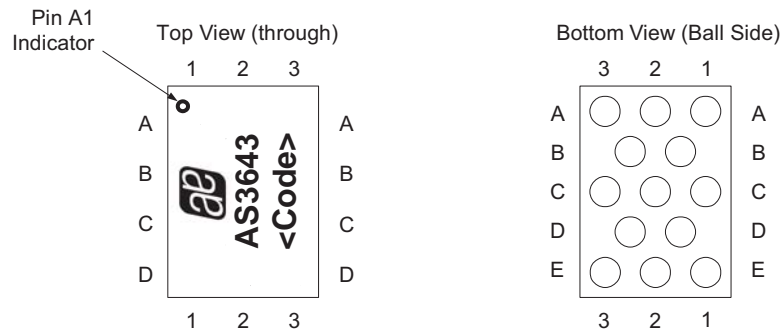 Pin A1
Indicator
Top View (through)
1 2 3
A A
B B
C C
D D
1 2 3
AS3643
<Code>
Bottom View (Ball Side)
3 2 1
A A
B B
C C
D D
E E
3 2 1